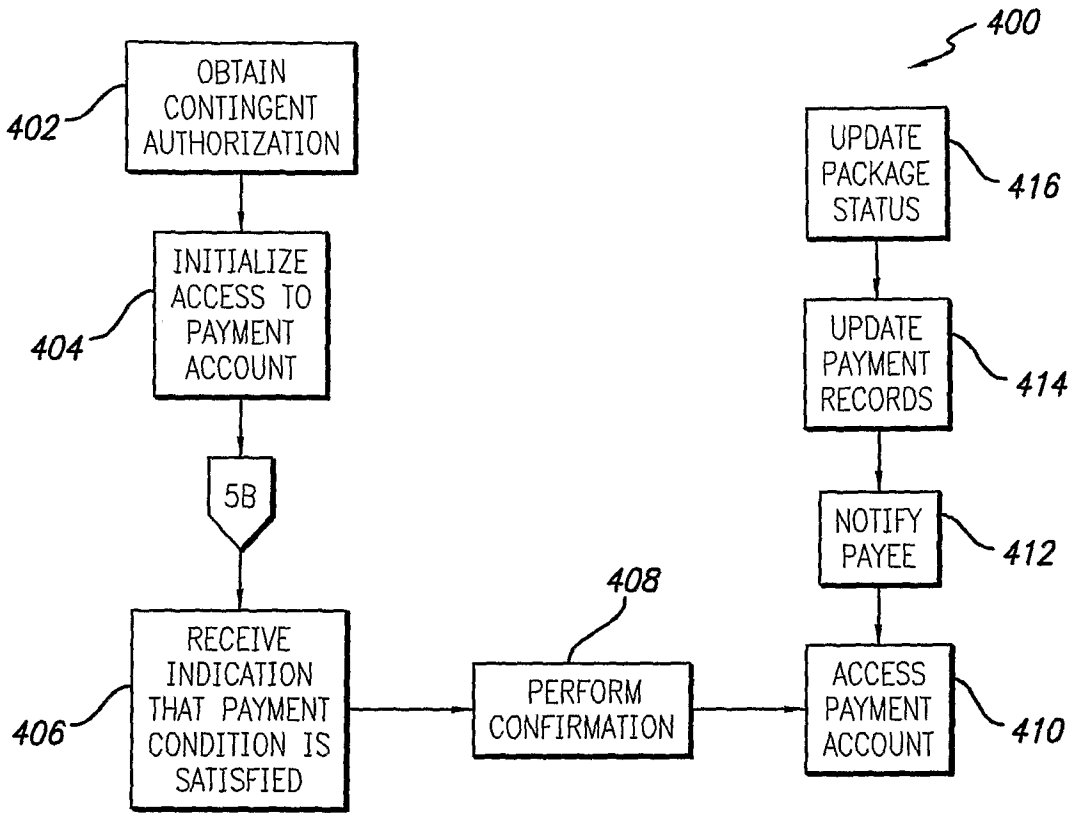 400
OBTAIN
CONTINGENT
AUTHORIZATION
402
INITIALIZE
ACCESS TO
PAYMENT
ACCOUNT
404
5B
RECEIVE
INDICATION
THAT PAYMENT
CONDITION IS
SATISFIED
406
408
PERFORM
CONFIRMATION
UPDATE
PACKAGE
STATUS
416
UPDATE
PAYMENT
RECORDS
414
NOTIFY
PAYEE
412
ACCESS
PAYMENT
ACCOUNT
410